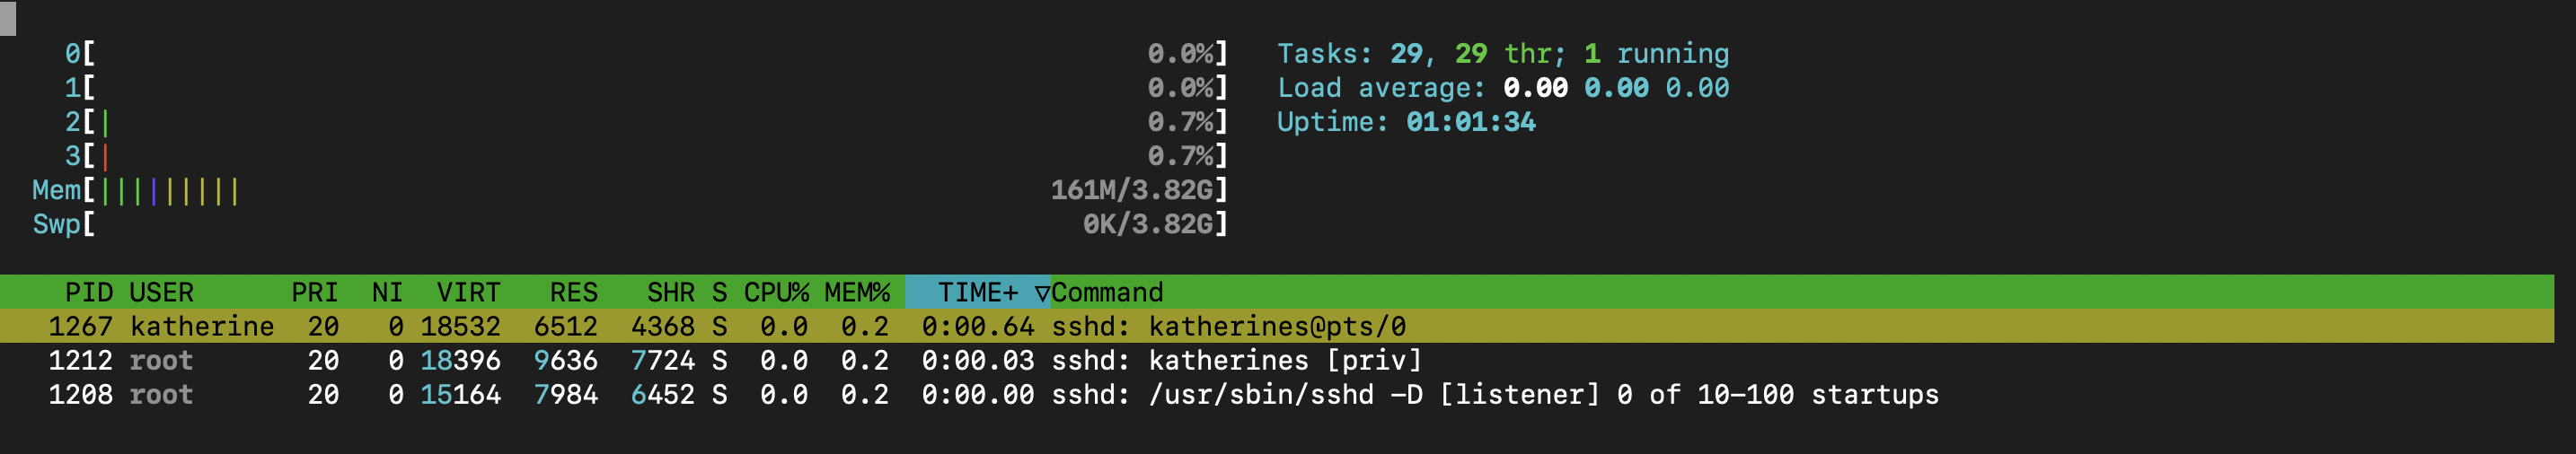 0[ 0.0%] Tasks: 29, 29 thr; 1 running
1[ 0.0%] Load average: 0.00 0.00 0.00
2[| 0.7%] Uptime: 01:01:34
3[| 0.7%]
Mem[||||||||| 161M/3.82G]
Swp[ 0K/3.82G]
PID USER PRI NI VIRT RES SHR S CPU% MEM% TIME+ ▽Command
1267 katherine 20 0 18532 6512 4368 S 0.0 0.2 0:00.64 sshd: katherines@pts/0
1212 root 20 0 18396 9636 7724 S 0.0 0.2 0:00.03 sshd: katherines [priv]
1208 root 20 0 15164 7984 6452 S 0.0 0.2 0:00.00 sshd: /usr/sbin/sshd -D [listener] 0 of 10-100 startups